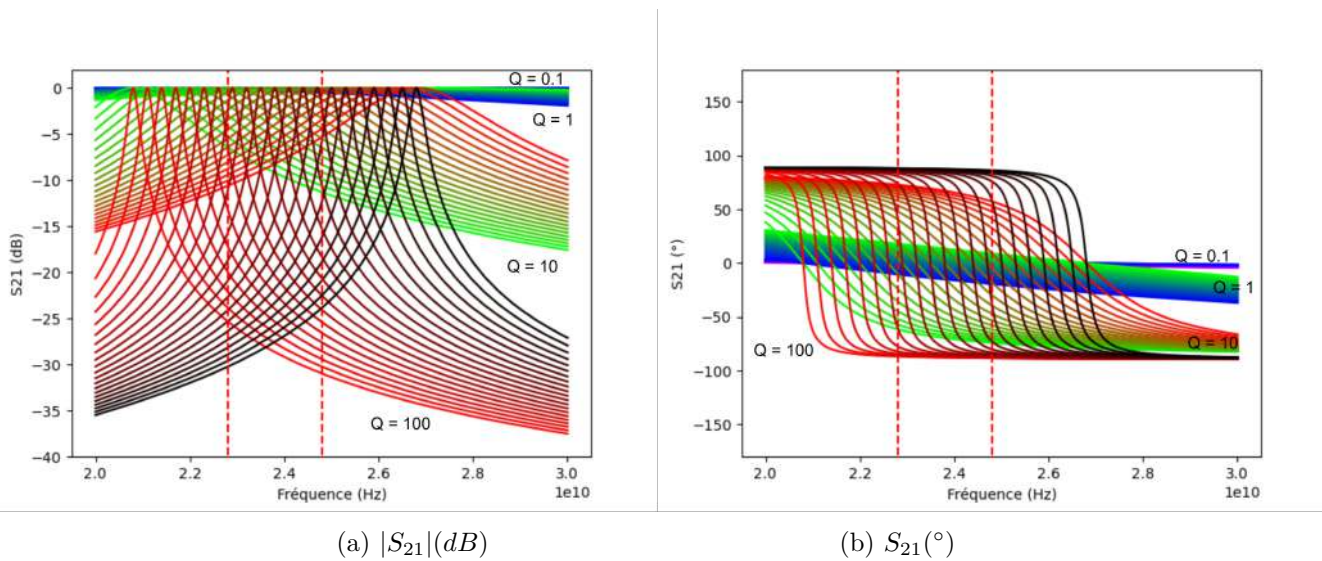 0
−5
−10
−15
−20
−25
−30
−35
−40
S21 (dB)
Q = 0.1
Q = 1
Q = 10
Q = 100
2.0 2.2 2.4 2.6 2.8 3.0
1e10
Fréquence (Hz)
150
100
50
0
−50
−100
−150
S21 (°)
Q = 0.1
Q = 1
Q = 10
Q = 100
2.0 2.2 2.4 2.6 2.8 3.0
1e10
Fréquence (Hz)
(a) |S₂₁|(dB)
(b) S₂₁(°)